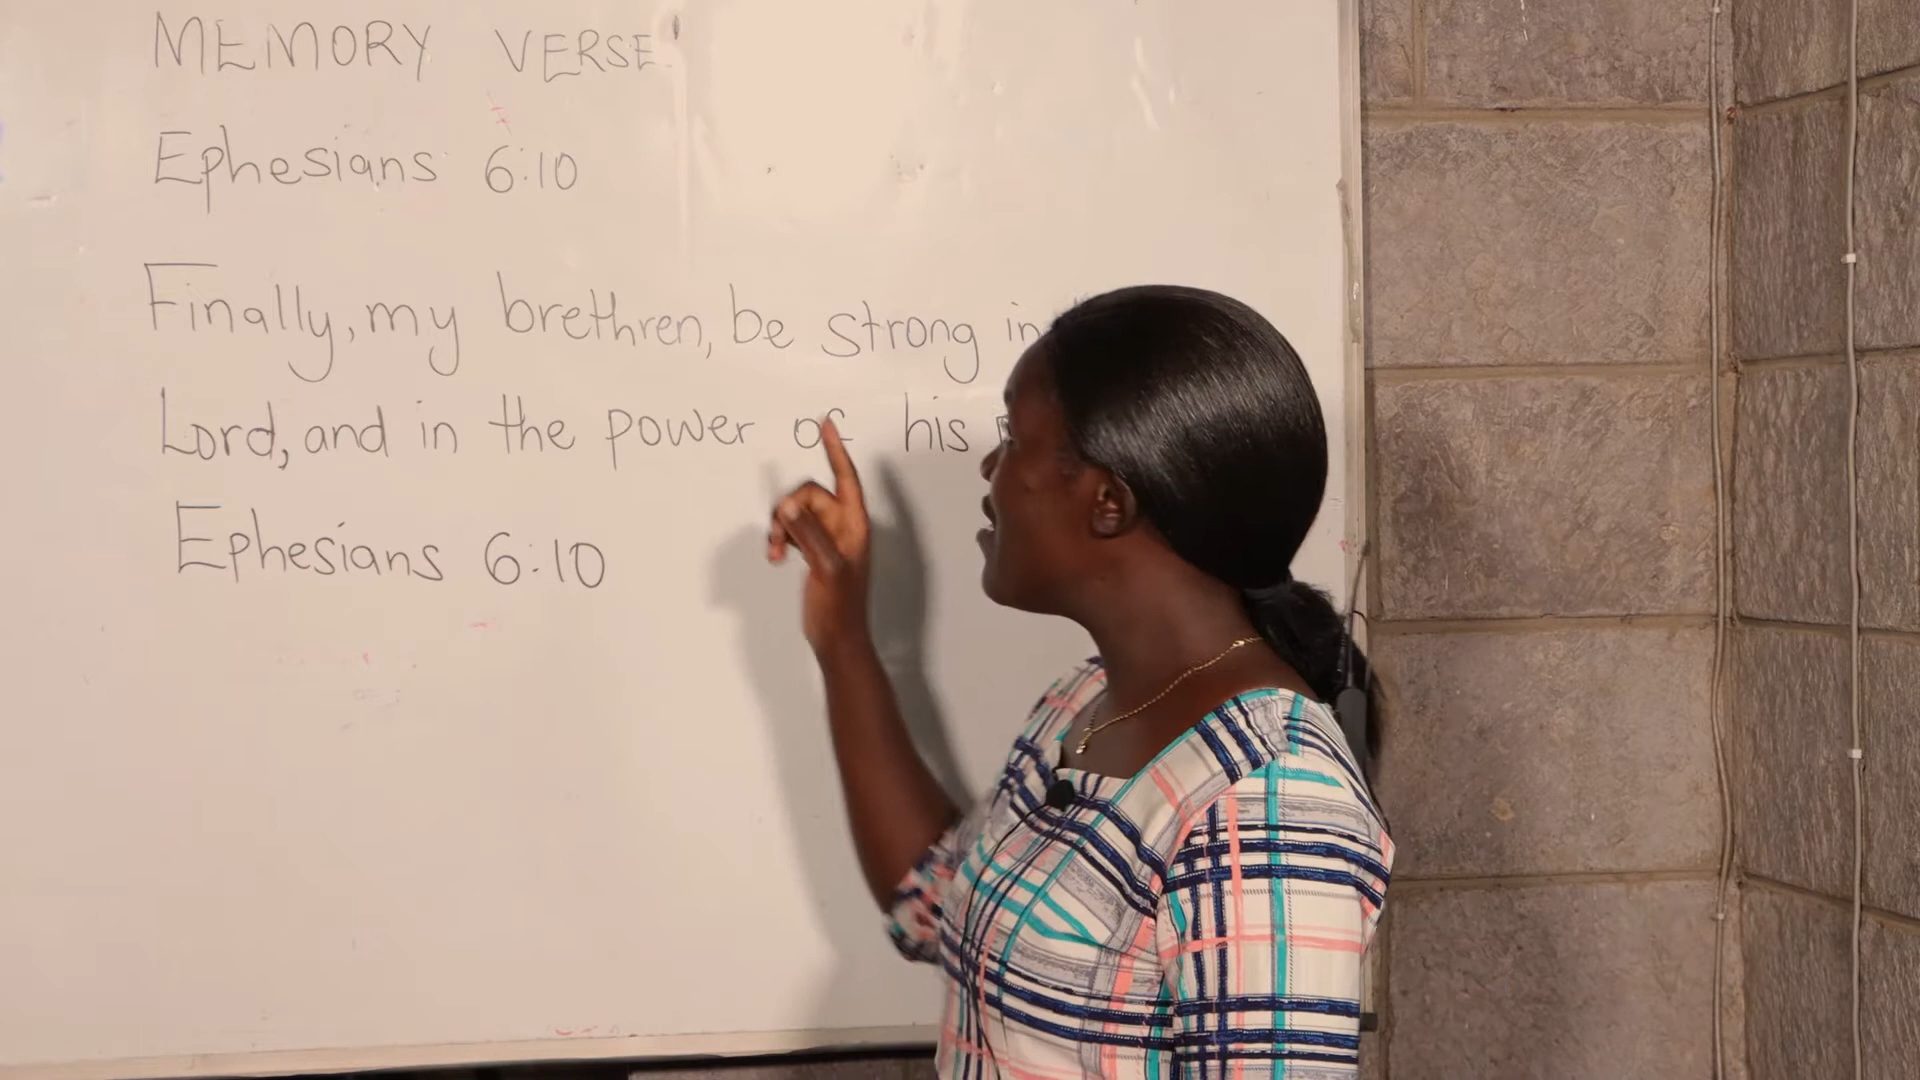 MEMORY VERSE
Ephesians 6:10
Finally, my brethren, be strong in
Lord, and in the power of his
Ephesians 6:10